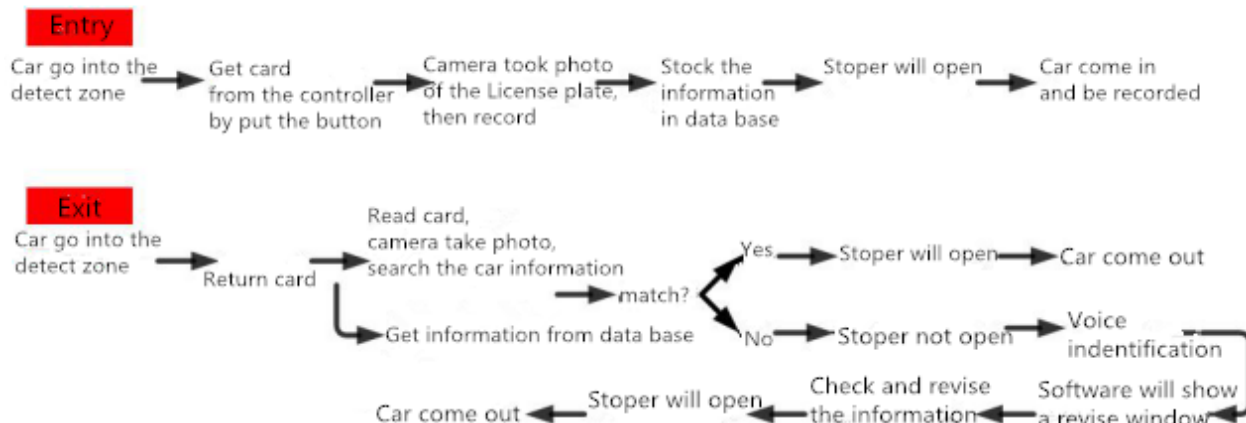 Entry
Car go into the
detect zone
Get card
from the controller
by put the button
Camera took photo
of the License plate,
then record
Stock the
information
in data base
Stoper will open
Car come in
and be recorded
Exit
Car go into the
detect zone
Return card
Read card,
camera take photo,
search the car information
Get information from data base
match?
Yes
Stoper will open
Car come out
No
Stoper not open
Voice
indentification
Software will show
a revise window
Check and revise
the information
Stoper will open
Car come out